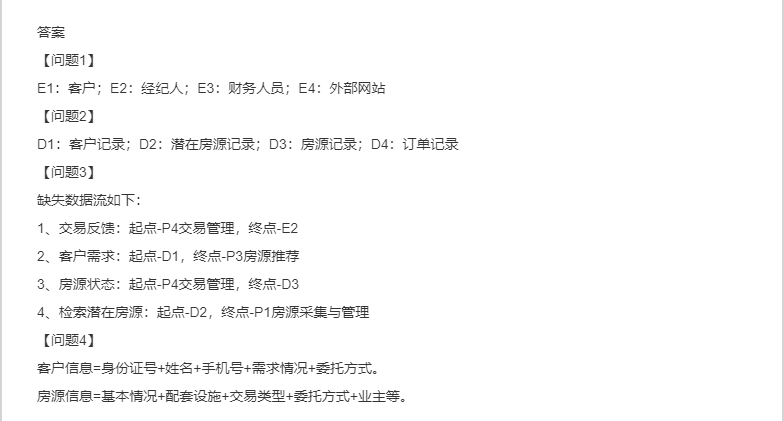 答案
【问题1】
E1：客户；E2：经纪人；E3：财务人员；E4：外部网站
【问题2】
D1：客户记录；D2：潜在房源记录；D3：房源记录；D4：订单记录
【问题3】
缺失数据流如下：
1、交易反馈：起点-P4交易管理，终点-E2
2、客户需求：起点-D1，终点-P3房源推荐
3、房源状态：起点-P4交易管理，终点-D3
4、检索潜在房源：起点-D2，终点-P1房源采集与管理
【问题4】
客户信息=身份证号+姓名+手机号+需求情况+委托方式。
房源信息=基本情况+配套设施+交易类型+委托方式+业主等。